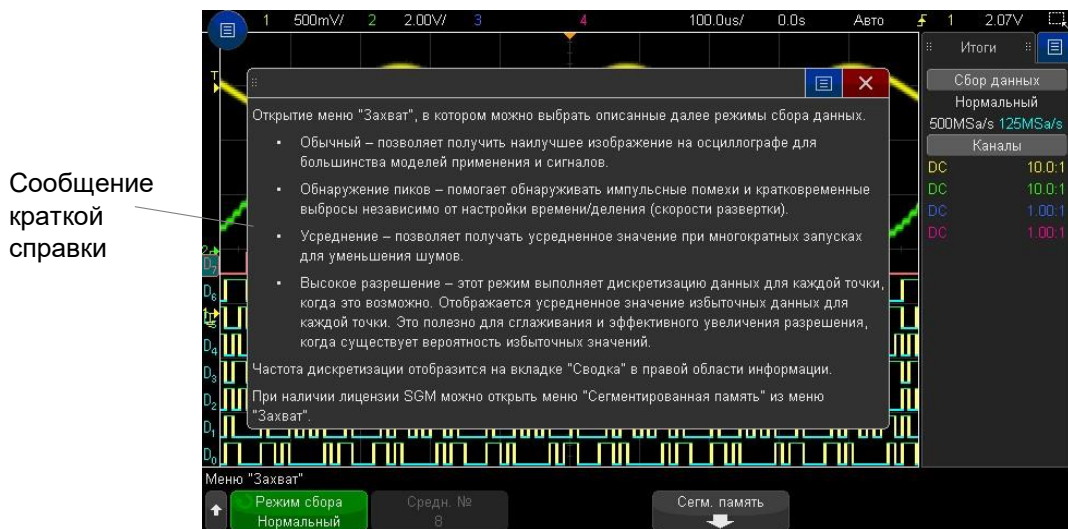 1 500mV/ 2 2.00V/ 3 4 100.0us/ 0.0s Авто 1 2.07V
Итоги
Сбор данных
Нормальный
500MSa/s 125MSa/s
Каналы
DC 10.0:1
DC 10.0:1
DC 1.00:1
DC 1.00:1
Сообщение
краткой
справки
T
Открытие меню "Захват", в котором можно выбрать описанные далее режимы сбора данных.
• Обычный – позволяет получить наилучшее изображение на осциллографе для
большинства моделей применения и сигналов.
• Обнаружение пиков – помогает обнаруживать импульсные помехи и кратковременные
выбросы независимо от настройки времени/деления (скорости развертки).
• Усреднение – позволяет получать усредненное значение при многократных запусках
для уменьшения шумов.
• Высокое разрешение – этот режим выполняет дискретизацию данных для каждой точки,
когда это возможно. Отображается усредненное значение избыточных данных для
каждой точки. Это полезно для сглаживания и эффективного увеличения разрешения,
когда существует вероятность избыточных значений.
Частота дискретизации отобразится на вкладке "Сводка" в правой области информации.
При наличии лицензии SGM можно открыть меню "Сегментированная память" из меню
"Захват".
D7
D6
D4
D3
D2
D1
D0
Меню "Захват"
Режим сбора
Нормальный
Средн. №
8
Сегм. память